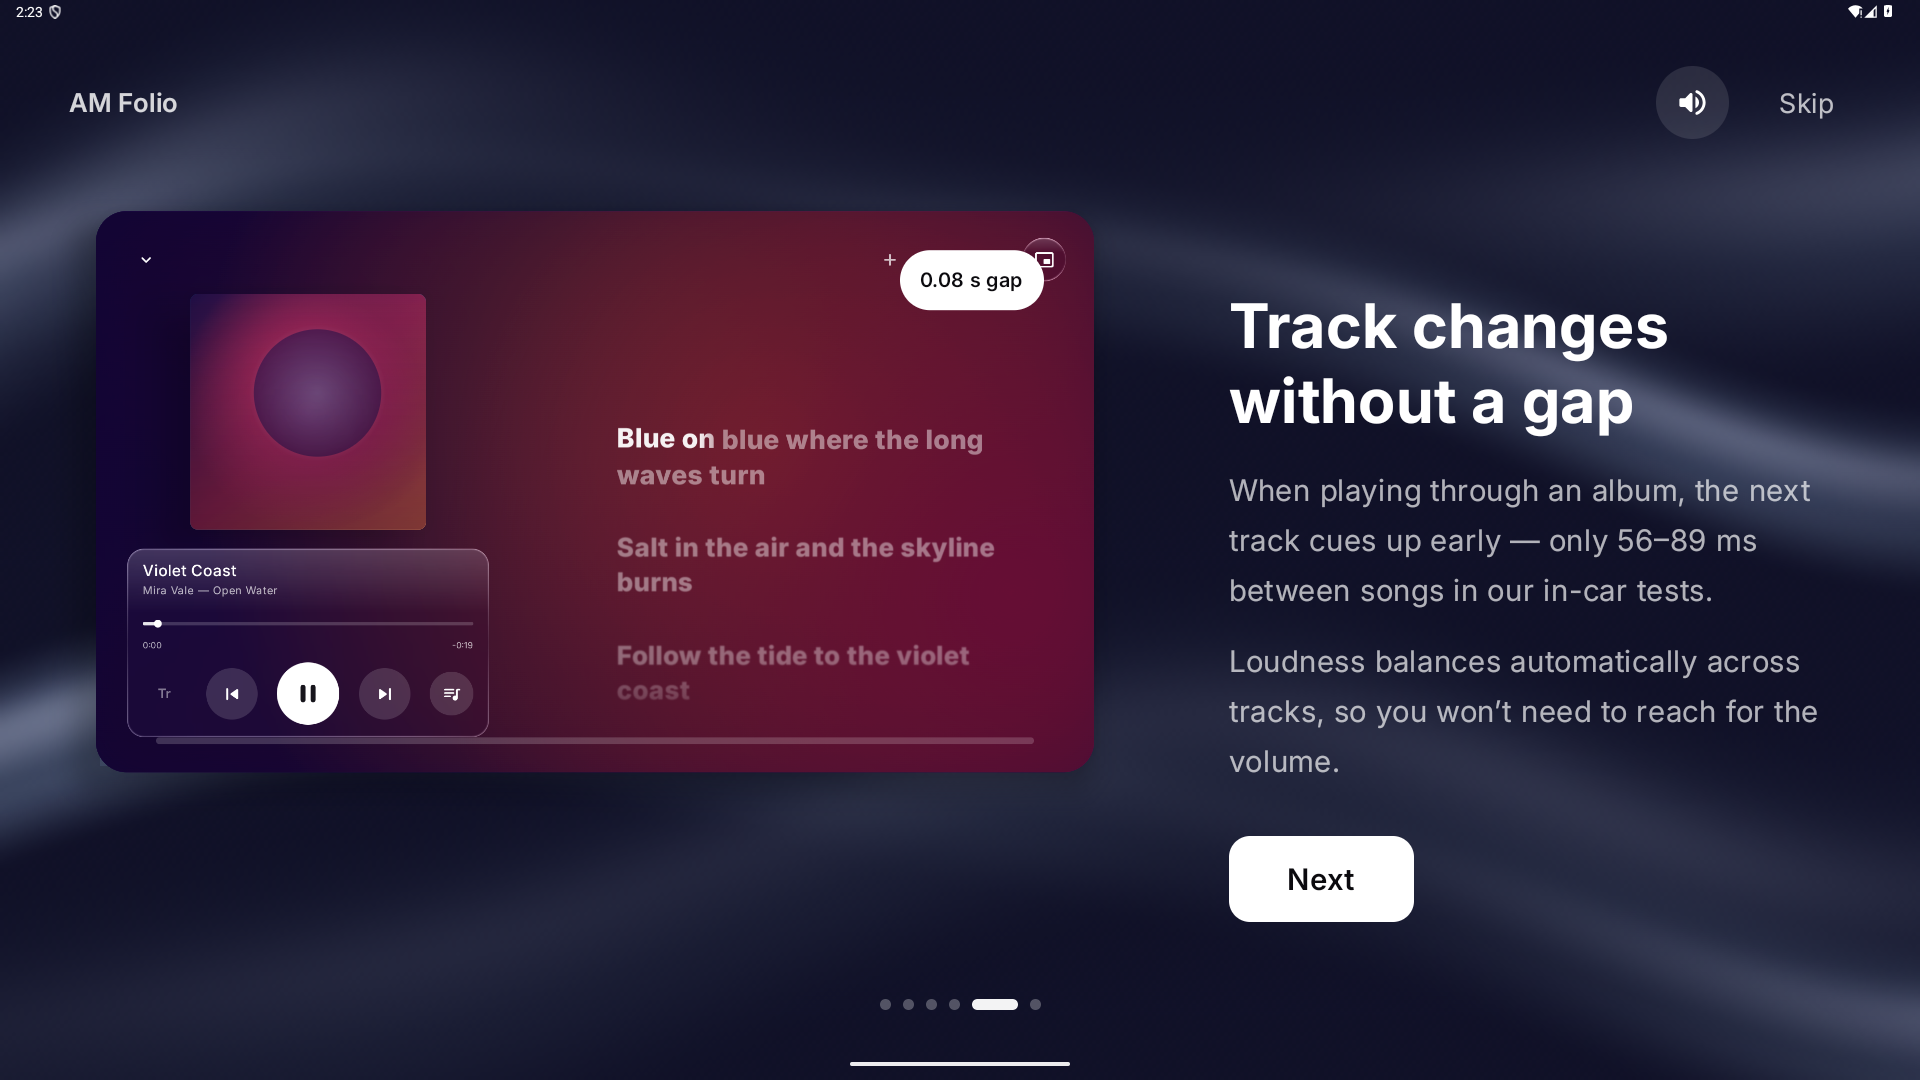 2:23
AM Folio
Skip
0.08 s gap
Blue on blue where the long
waves turn
Salt in the air and the skyline
burns
Follow the tide to the violet
coast
Violet Coast
Mira Vale — Open Water
0:00
-0:19
Tr
Track changes
without a gap
When playing through an album, the next
track cues up early — only 56–89 ms
between songs in our in-car tests.
Loudness balances automatically across
tracks, so you won’t need to reach for the
volume.
Next